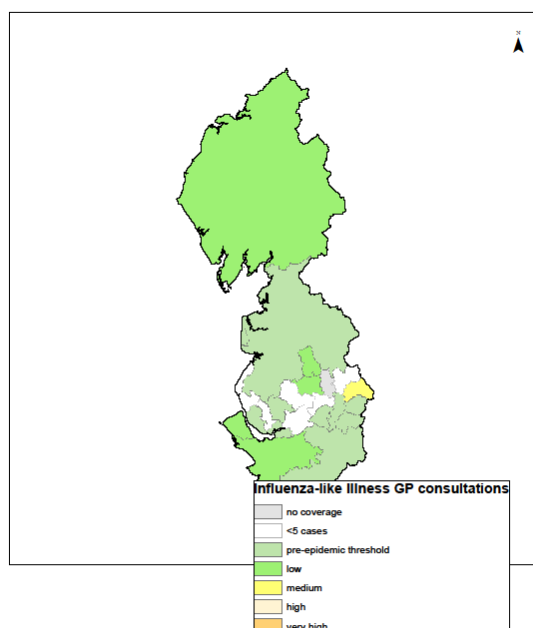 N
Influenza-like Illness GP consultations
no coverage
<5 cases
pre-epidemic threshold
low
medium
high
very high